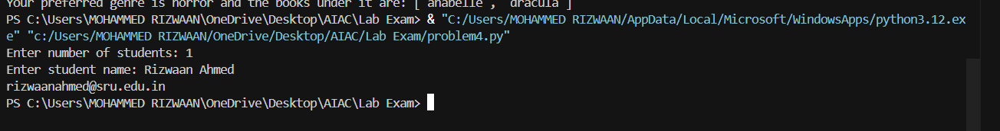 Your preferred genre is horror and the books under it are: ['anabelle', 'dracula']
PS C:\Users\MOHAMMED RIZWAAN\OneDrive\Desktop\AIAC\Lab Exam> & "C:/Users/MOHAMMED RIZWAAN/AppData/Local/Microsoft/WindowsApps/python3.12.ex
e" "c:/Users/MOHAMMED RIZWAAN/OneDrive/Desktop/AIAC/Lab Exam/problem4.py"
Enter number of students: 1
Enter student name: Rizwaan Ahmed
rizwaanahmed@sru.edu.in
PS C:\Users\MOHAMMED RIZWAAN\OneDrive\Desktop\AIAC\Lab Exam>